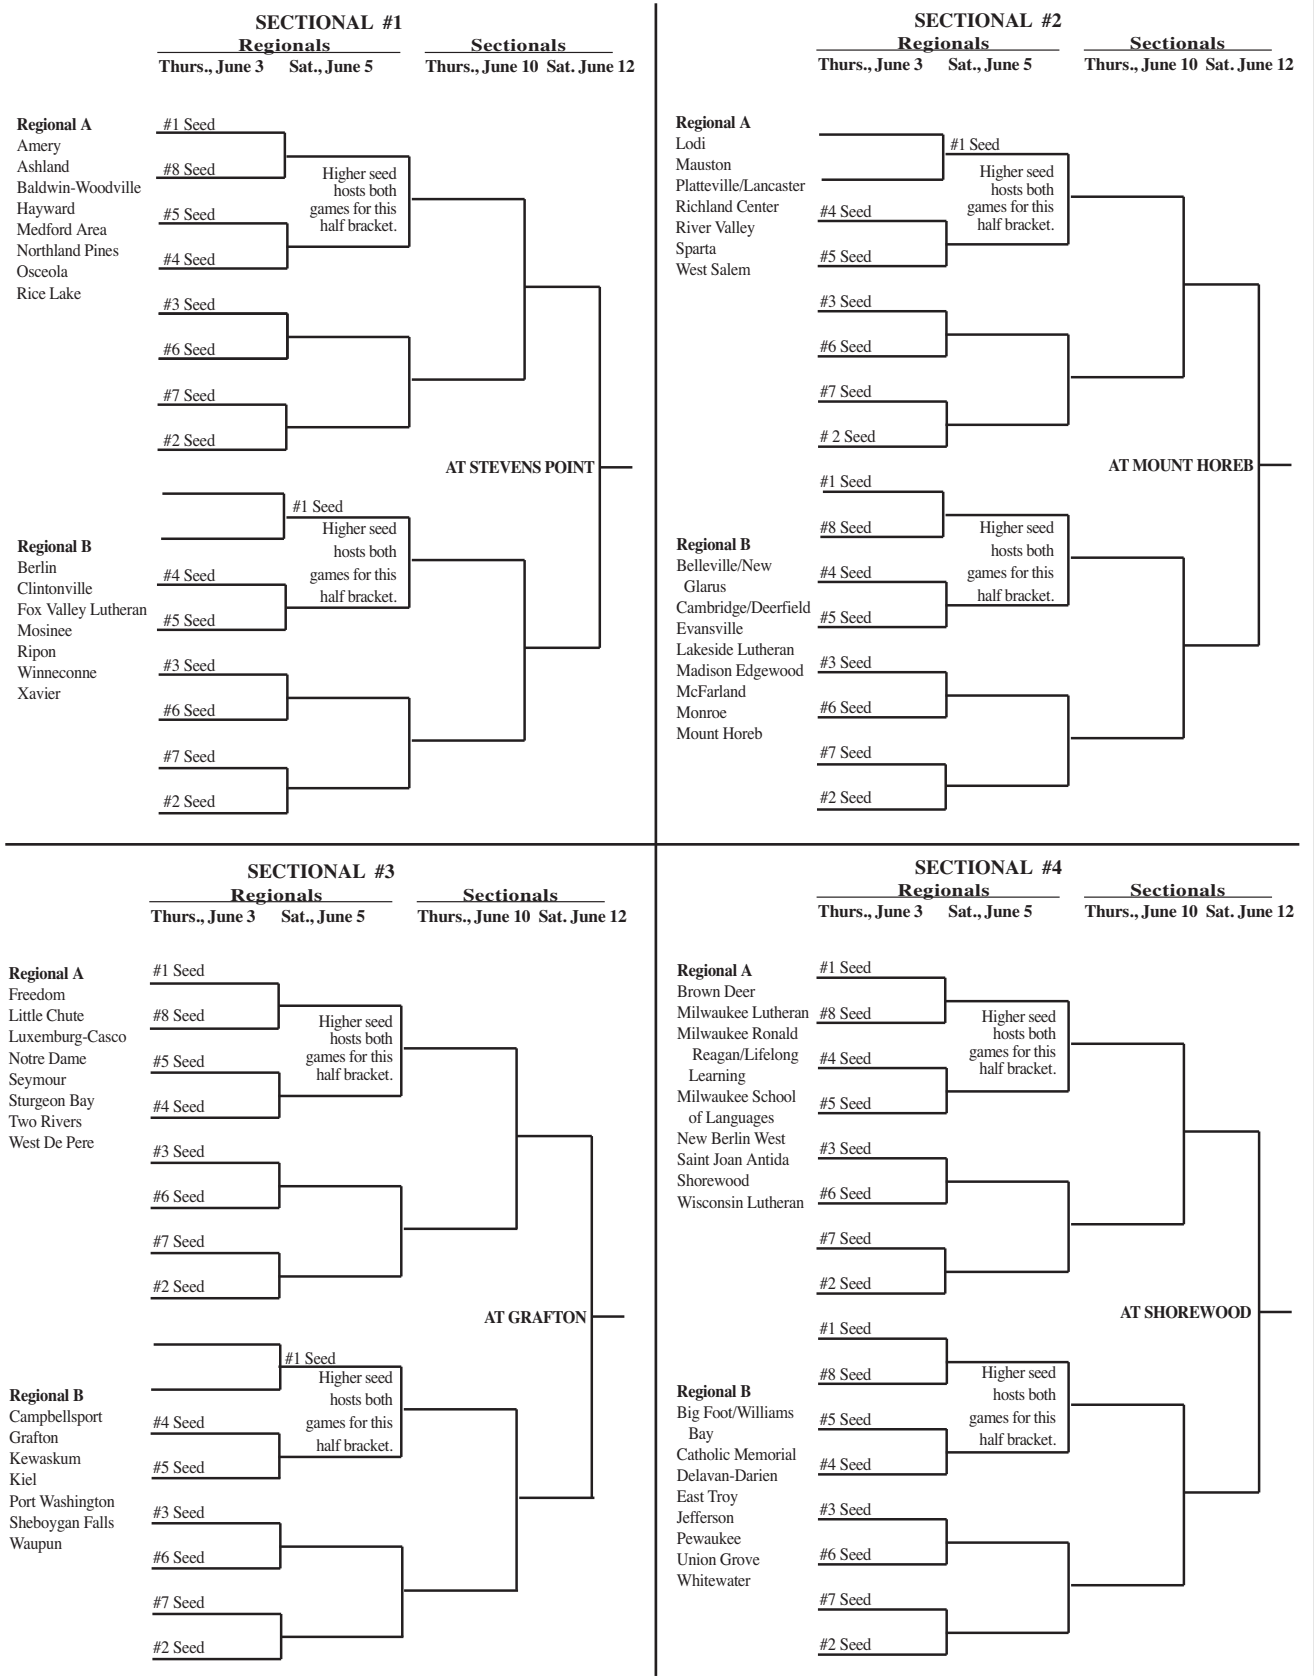 SECTIONAL #1
Regionals
Sectionals
Thurs., June 3
Sat., June 5
Thurs., June 10
Sat. June 12
Regional A
Amery
Ashland
Baldwin-Woodville
Hayward
Medford Area
Northland Pines
Osceola
Rice Lake
#1 Seed
#8 Seed
#5 Seed
#4 Seed
#3 Seed
#6 Seed
#7 Seed
#2 Seed
Higher seed
hosts both
games for this
half bracket.
AT STEVENS POINT
Regional B
Berlin
Clintonville
Fox Valley Lutheran
Mosinee
Ripon
Winneconne
Xavier
#1 Seed
#4 Seed
#5 Seed
#3 Seed
#6 Seed
#7 Seed
#2 Seed
Higher seed
hosts both
games for this
half bracket.
SECTIONAL #2
Regionals
Sectionals
Thurs., June 3
Sat., June 5
Thurs., June 10
Sat. June 12
Regional A
Lodi
Mauston
Platteville/Lancaster
Richland Center
River Valley
Sparta
West Salem
#1 Seed
#4 Seed
#5 Seed
#3 Seed
#6 Seed
#7 Seed
# 2 Seed
Higher seed
hosts both
games for this
half bracket.
AT MOUNT HOREB
Regional B
Belleville/New
Glarus
Cambridge/Deerfield
Evansville
Lakeside Lutheran
Madison Edgewood
McFarland
Monroe
Mount Horeb
#1 Seed
#8 Seed
#4 Seed
#5 Seed
#3 Seed
#6 Seed
#7 Seed
#2 Seed
Higher seed
hosts both
games for this
half bracket.
SECTIONAL #3
Regionals
Sectionals
Thurs., June 3
Sat., June 5
Thurs., June 10
Sat. June 12
Regional A
Freedom
Little Chute
Luxemburg-Casco
Notre Dame
Seymour
Sturgeon Bay
Two Rivers
West De Pere
#1 Seed
#8 Seed
#5 Seed
#4 Seed
#3 Seed
#6 Seed
#7 Seed
#2 Seed
Higher seed
hosts both
games for this
half bracket.
AT GRAFTON
Regional B
Campbellsport
Grafton
Kewaskum
Kiel
Port Washington
Sheboygan Falls
Waupun
#1 Seed
#4 Seed
#5 Seed
#3 Seed
#6 Seed
#7 Seed
#2 Seed
Higher seed
hosts both
games for this
half bracket.
SECTIONAL #4
Regionals
Sectionals
Thurs., June 3
Sat., June 5
Thurs., June 10
Sat. June 12
Regional A
Brown Deer
Milwaukee Lutheran
Milwaukee Ronald
Reagan/Lifelong
Learning
Milwaukee School
of Languages
New Berlin West
Saint Joan Antida
Shorewood
Wisconsin Lutheran
#1 Seed
#8 Seed
#4 Seed
#5 Seed
#3 Seed
#6 Seed
#7 Seed
#2 Seed
Higher seed
hosts both
games for this
half bracket.
AT SHOREWOOD
Regional B
Big Foot/Williams
Bay
Catholic Memorial
Delavan-Darien
East Troy
Jefferson
Pewaukee
Union Grove
Whitewater
#1 Seed
#8 Seed
#5 Seed
#4 Seed
#3 Seed
#6 Seed
#7 Seed
#2 Seed
Higher seed
hosts both
games for this
half bracket.